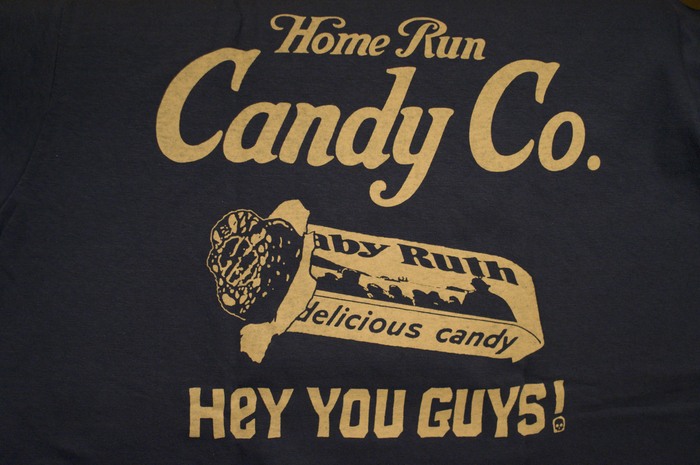 Home Run
Candy Co.
aby Ruth
delicious candy
HEY YOU GUYS!